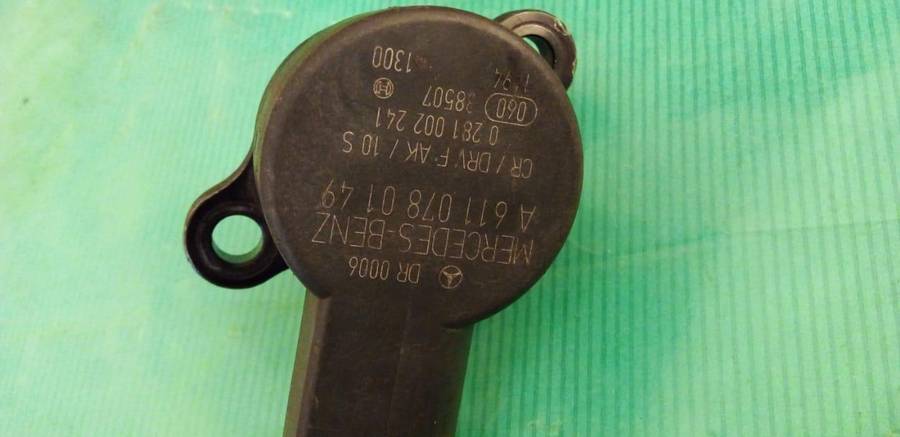 DR 0006
MERCEDES-BENZ
A 611 078 01 49
CR / DRV F AK / 10 S
0 281 002 241
060 38507
1300